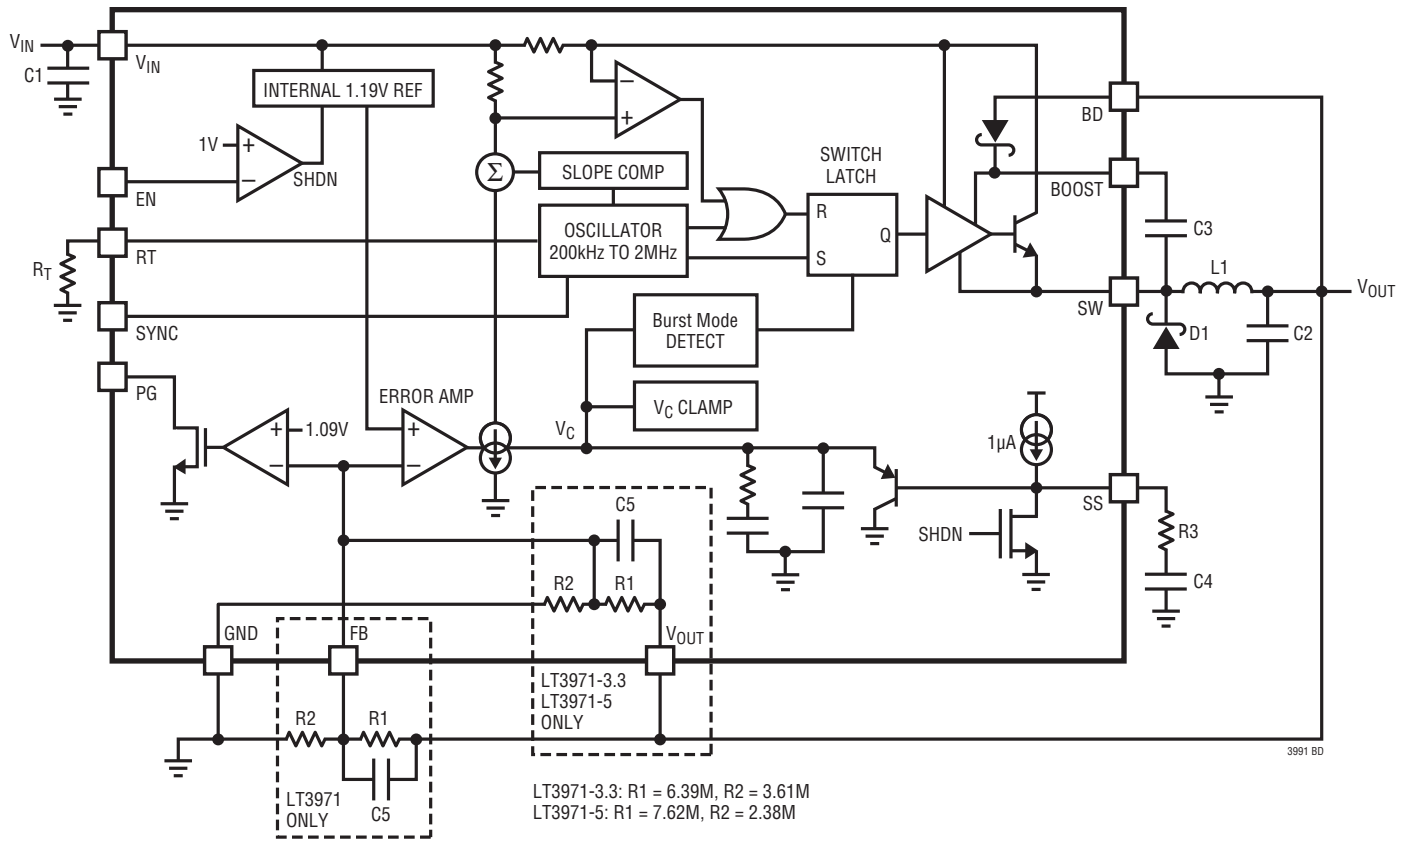 VIN
C1
VIN
INTERNAL 1.19V REF
1V
+
−
SHDN
EN
RT
RT
SYNC
PG
−
+
Σ
SLOPE COMP
OSCILLATOR
200kHz TO 2MHz
SWITCH
LATCH
R
S
Q
BD
BOOST
C3
SW
L1
VOUT
D1
C2
Burst Mode
DETECT
VC CLAMP
VC
ERROR AMP
+
−
+
−
1.09V
1µA
SS
SHDN
R3
C4
C5
R2
R1
GND
FB
VOUT
LT3971-3.3
LT3971-5
ONLY
R2
R1
C5
LT3971
ONLY
LT3971-3.3: R1 = 6.39M, R2 = 3.61M
LT3971-5: R1 = 7.62M, R2 = 2.38M
3991 BD